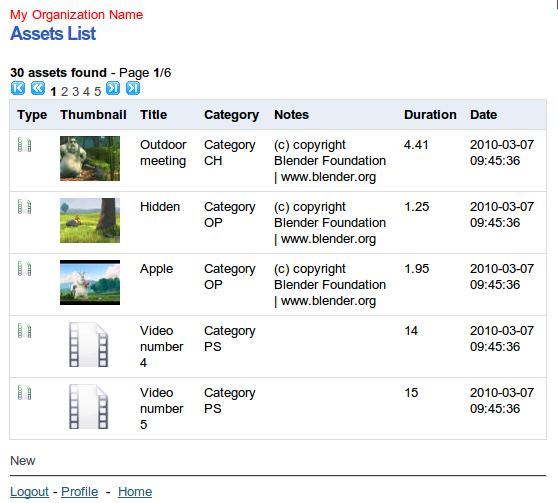 My Organization Name
Assets List
30 assets found - Page 1/6
1 2 3 4 5
Type Thumbnail Title Category Notes Duration Date
Outdoor meeting Category CH (c) copyright Blender Foundation | www.blender.org 4.41 2010-03-07 09:45:36
Hidden Category OP (c) copyright Blender Foundation | www.blender.org 1.25 2010-03-07 09:45:36
Apple Category OP (c) copyright Blender Foundation | www.blender.org 1.95 2010-03-07 09:45:36
Video number 4 Category PS 14 2010-03-07 09:45:36
Video number 5 Category PS 15 2010-03-07 09:45:36
New
Logout - Profile - Home